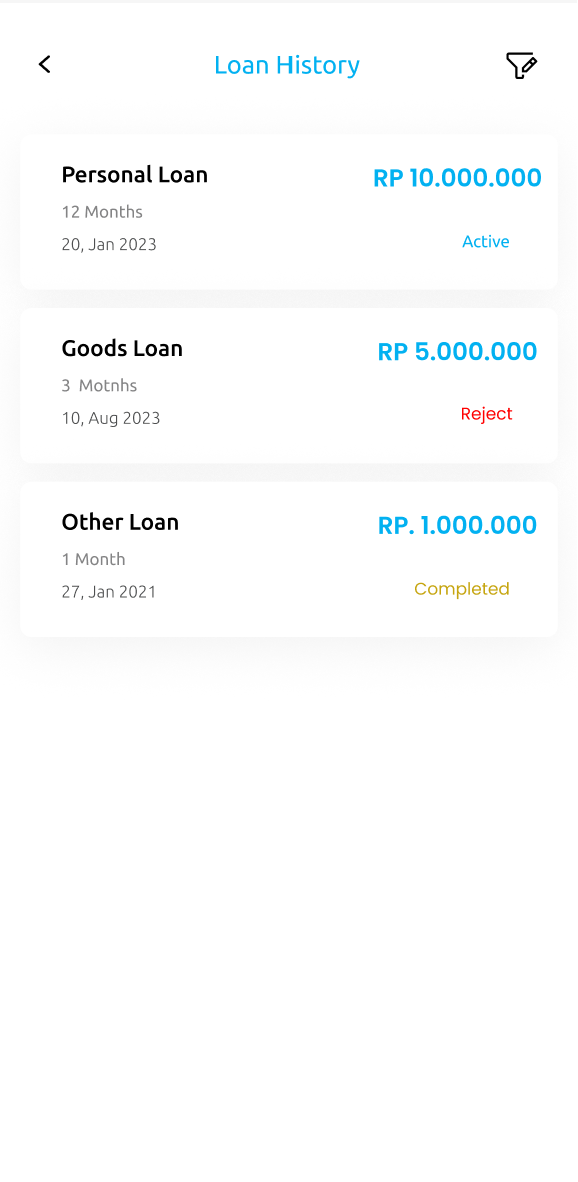 Loan History
Personal Loan
RP 10.000.000
12 Months
20, Jan 2023
Active
Goods Loan
RP 5.000.000
3 Motnhs
10, Aug 2023
Reject
Other Loan
RP. 1.000.000
1 Month
27, Jan 2021
Completed